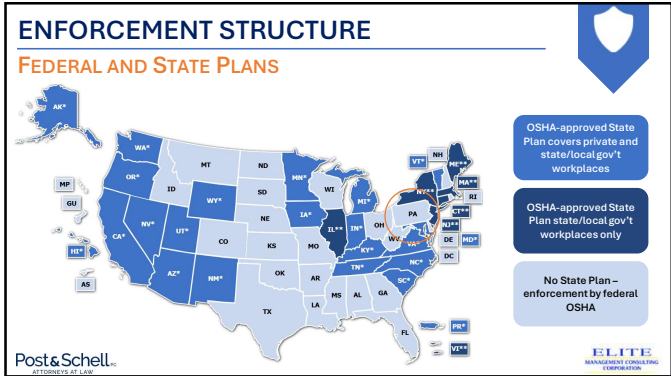 ENFORCEMENT STRUCTURE
FEDERAL AND STATE PLANS
AK*
WA*
OR*
CA*
NV*
ID
MT
WY*
UT*
AZ*
NM*
CO
ND
SD
NE
KS
OK
TX
MN*
IA*
MO
AR
LA
WI
IL**
MI*
IN*
OH
KY*
TN*
MS
AL
GA
FL
SC*
NC*
VA*
WV
PA
NY**
VT*
NH
ME**
MA**
RI
CT**
NJ**
DE
MD*
DC
MP
GU
HI*
AS
PR*
VI**
OSHA-approved State
Plan covers private and
state/local gov't
workplaces
OSHA-approved State
Plan state/local gov't
workplaces only
No State Plan –
enforcement by federal
OSHA
Post&Schell P.C.
ATTORNEYS AT LAW
ELITE
MANAGEMENT CONSULTING
CORPORATION